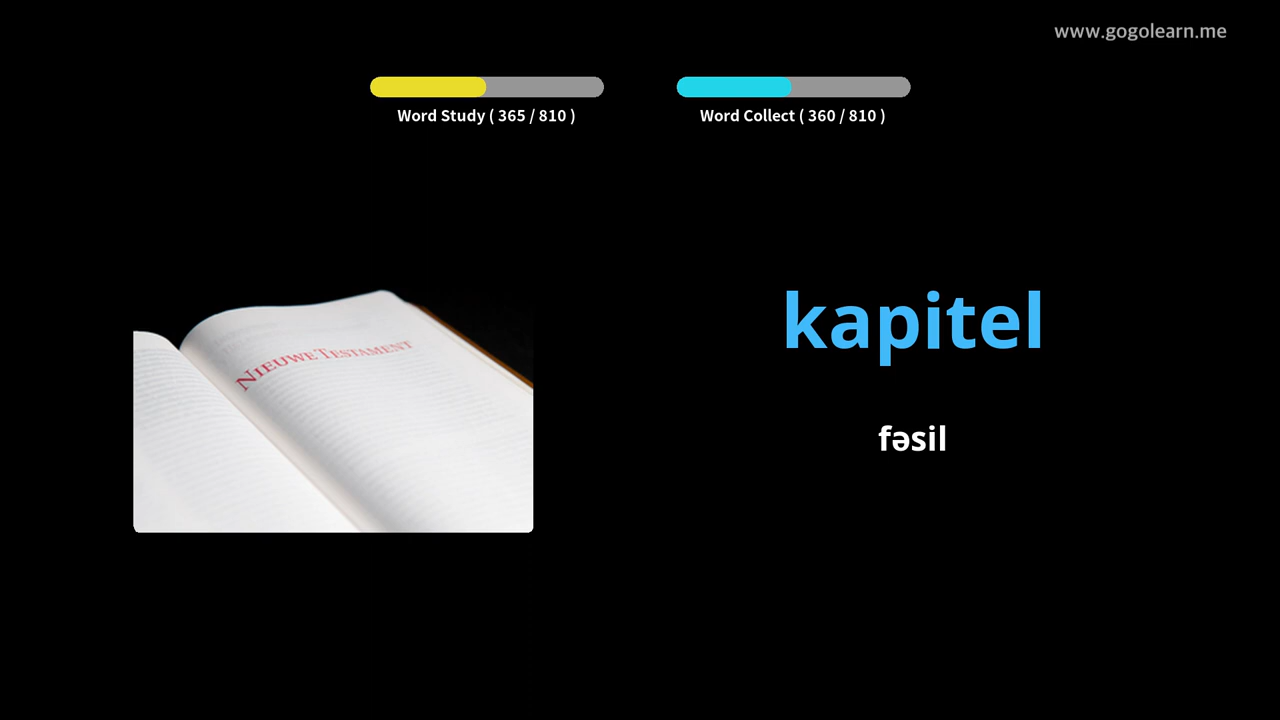 www.gogolearn.me
Word Study ( 365 / 810 )
Word Collect ( 360 / 810 )
kapitel
fəsil
NIEUWE TESTAMENT